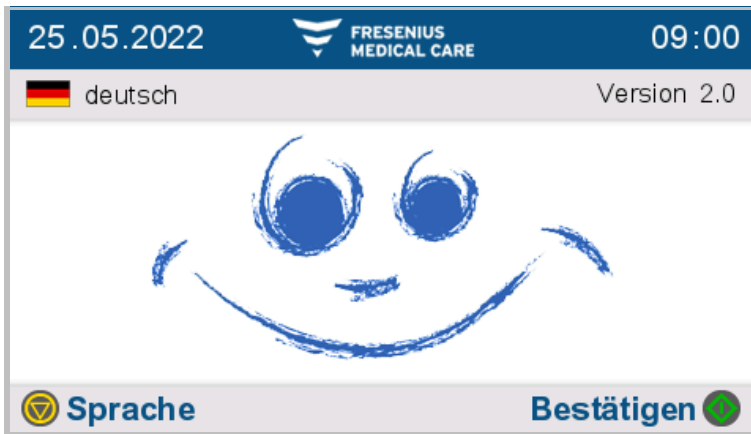 25.05.2022
FRESENIUS
MEDICAL CARE
09:00
deutsch
Version 2.0
Sprache
Bestätigen